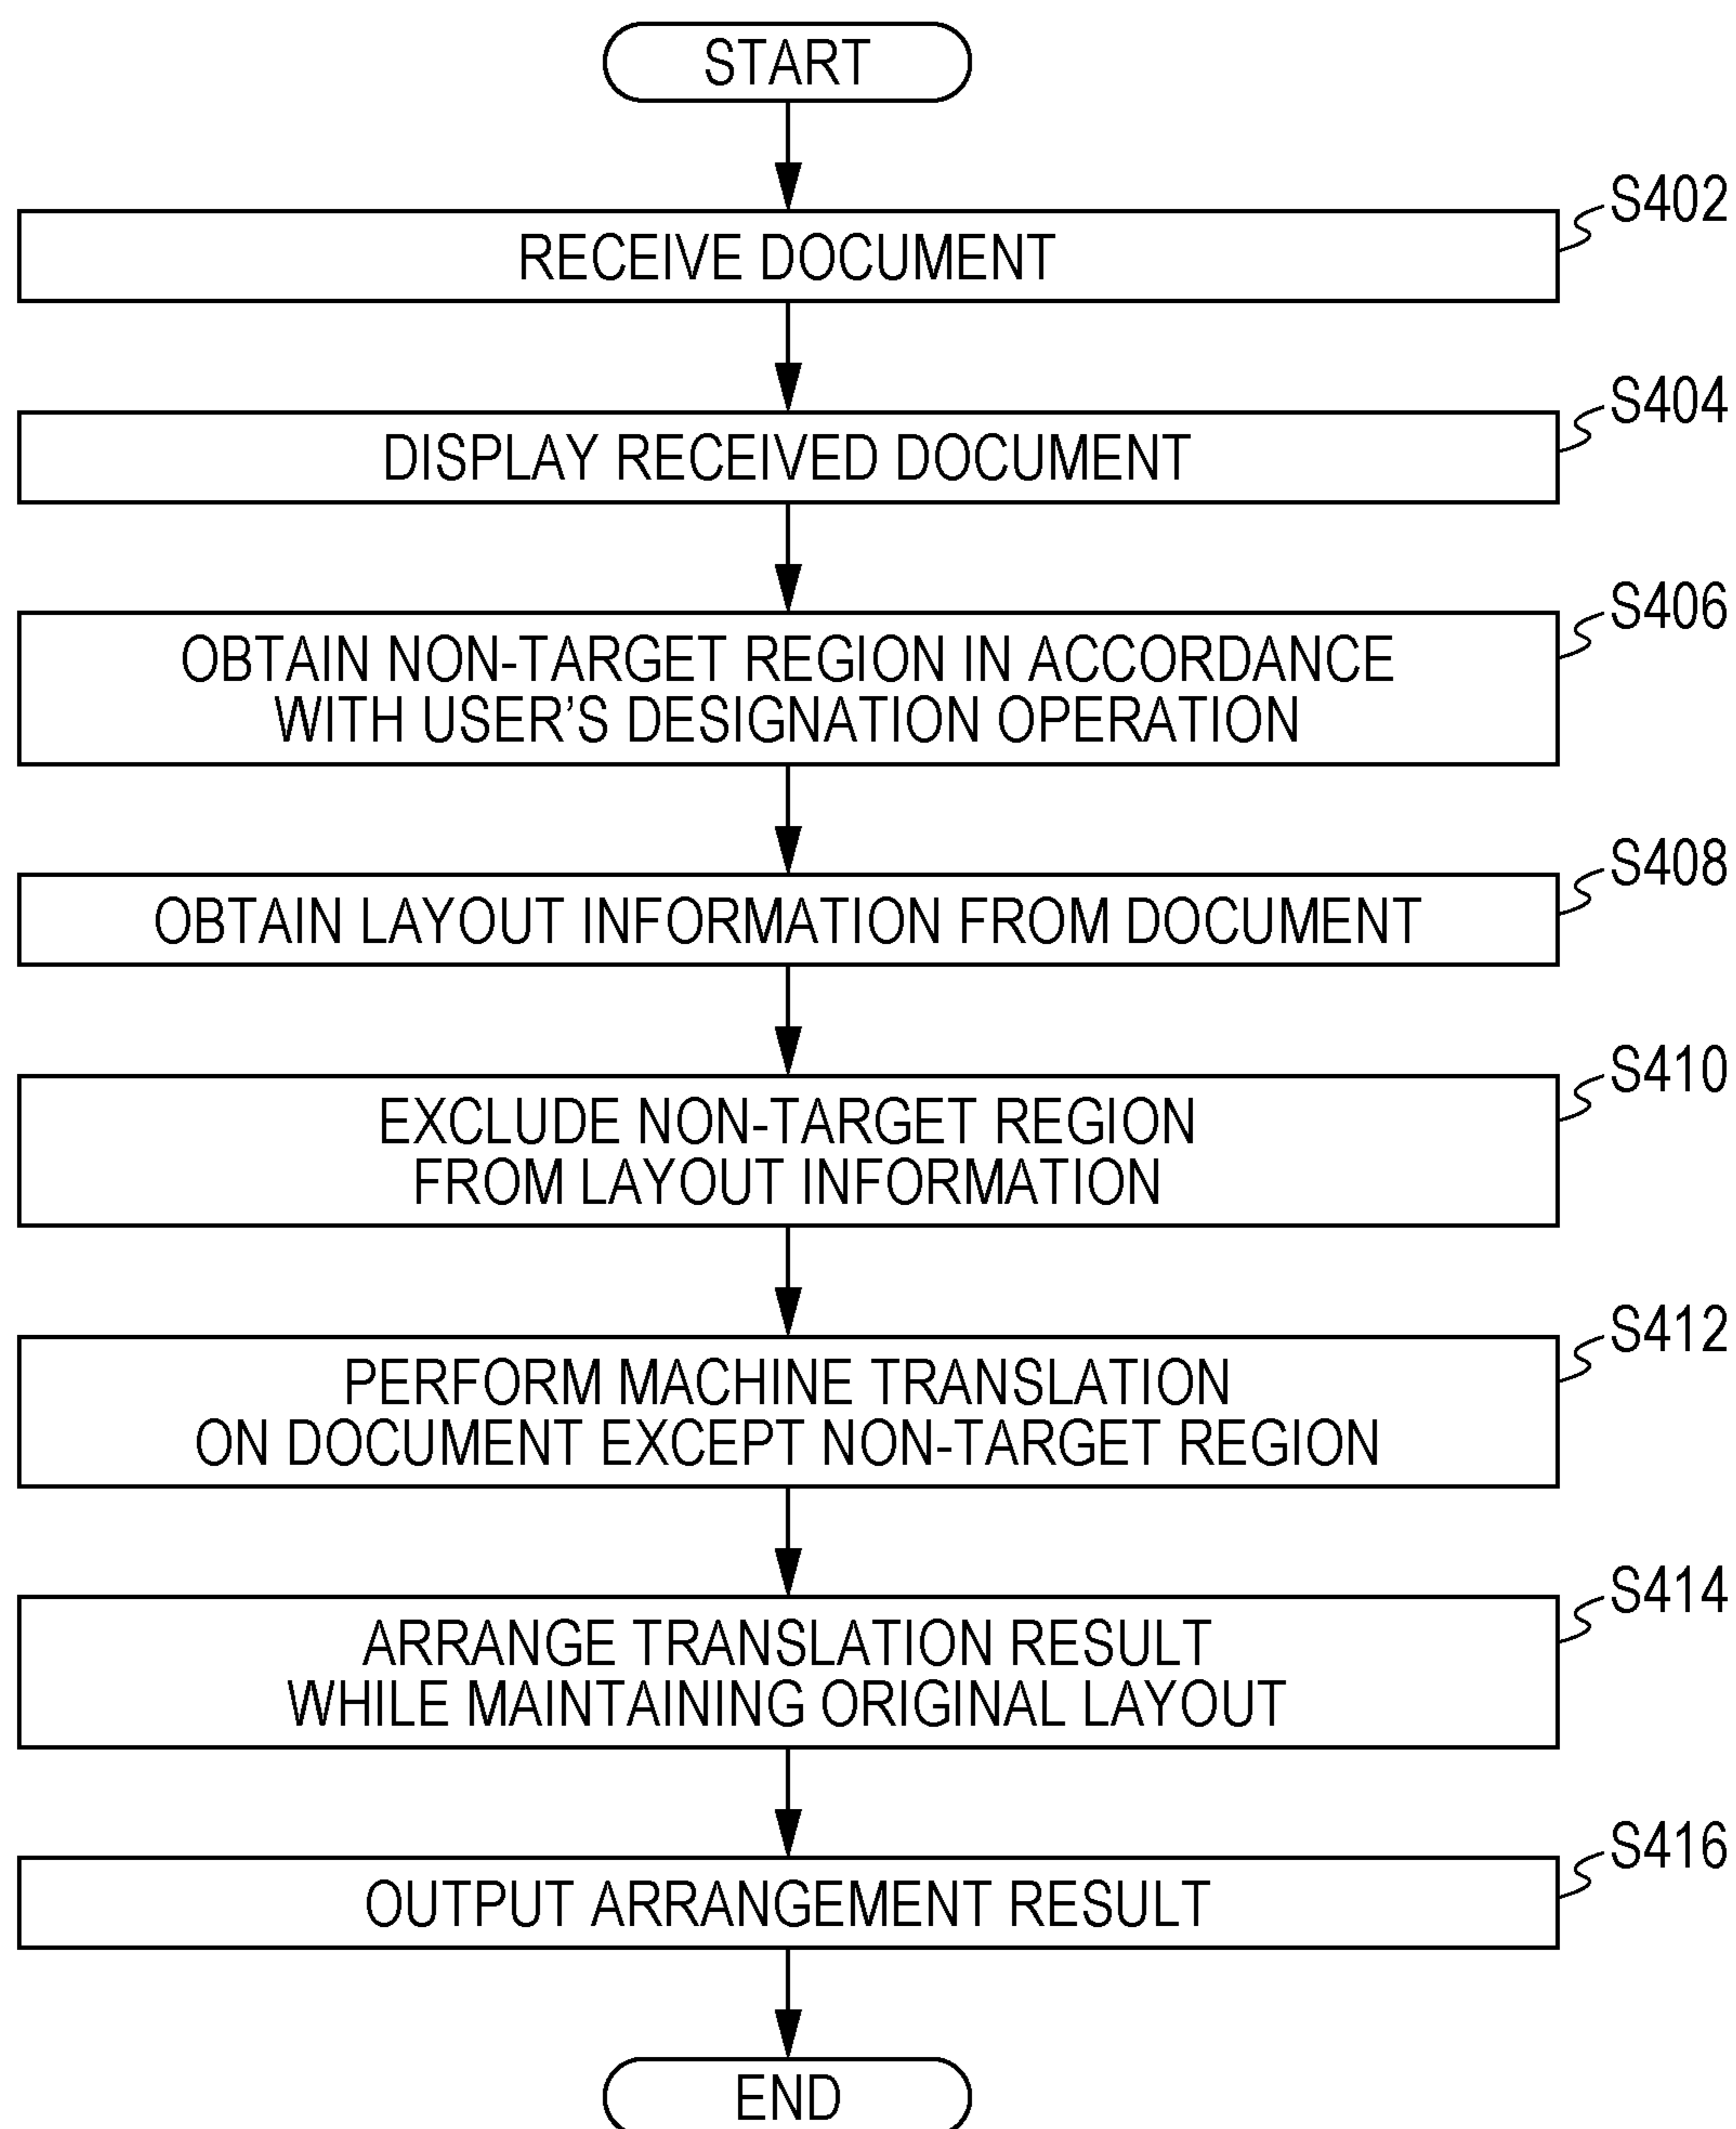 START
S402
RECEIVE DOCUMENT
S404
DISPLAY RECEIVED DOCUMENT
S406
OBTAIN NON-TARGET REGION IN ACCORDANCE
WITH USER’S DESIGNATION OPERATION
S408
OBTAIN LAYOUT INFORMATION FROM DOCUMENT
S410
EXCLUDE NON-TARGET REGION
FROM LAYOUT INFORMATION
S412
PERFORM MACHINE TRANSLATION
ON DOCUMENT EXCEPT NON-TARGET REGION
S414
ARRANGE TRANSLATION RESULT
WHILE MAINTAINING ORIGINAL LAYOUT
S416
OUTPUT ARRANGEMENT RESULT
END